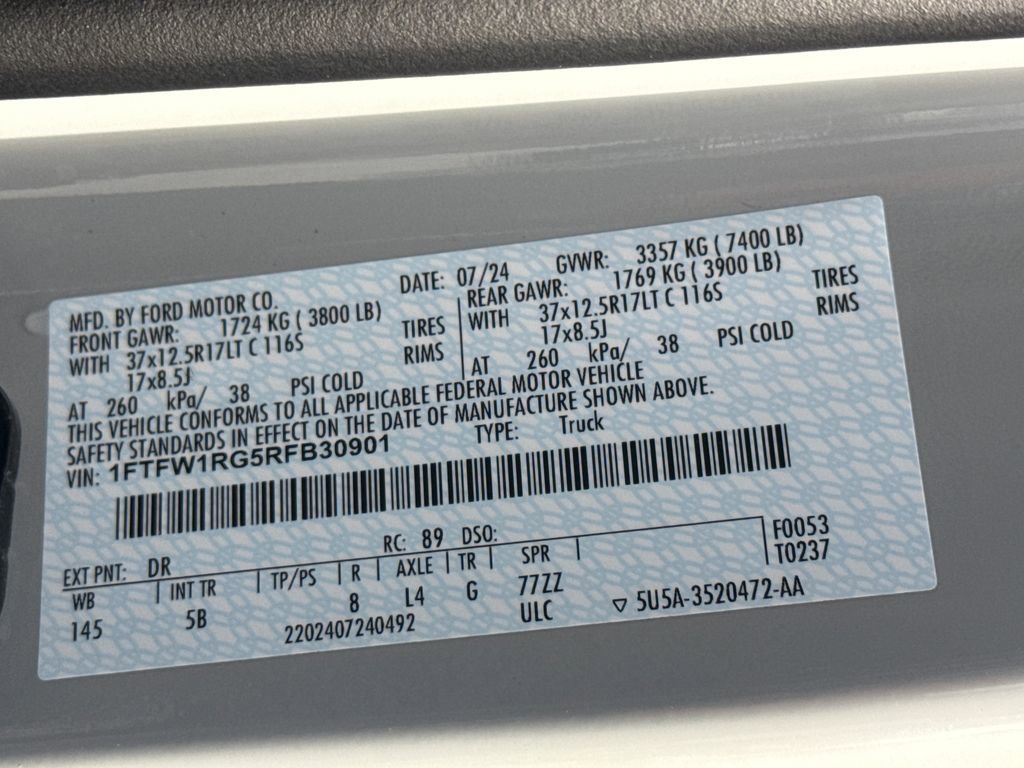 MFD. BY FORD MOTOR CO. DATE: 07/24 GVWR: 3357 KG ( 7400 LB)
FRONT GAWR: 1724 KG ( 3800 LB) REAR GAWR: 1769 KG ( 3900 LB)
WITH 37x12.5R17LT C 116S TIRES WITH 37x12.5R17LT C 116S TIRES
17x8.5J RIMS 17x8.5J RIMS
AT 260 kPa/ 38 PSI COLD AT 260 kPa/ 38 PSI COLD
THIS VEHICLE CONFORMS TO ALL APPLICABLE FEDERAL MOTOR VEHICLE
SAFETY STANDARDS IN EFFECT ON THE DATE OF MANUFACTURE SHOWN ABOVE.
VIN: 1FTFW1RG5RFB30901 TYPE: Truck
EXT PNT: DR RC: 89 DSO: F0053
WB INT TR TP/PS R AXLE TR SPR T0237
145 5B 8 L4 G 77ZZ
2202407240492 ULC ▽ 5U5A-3520472-AA